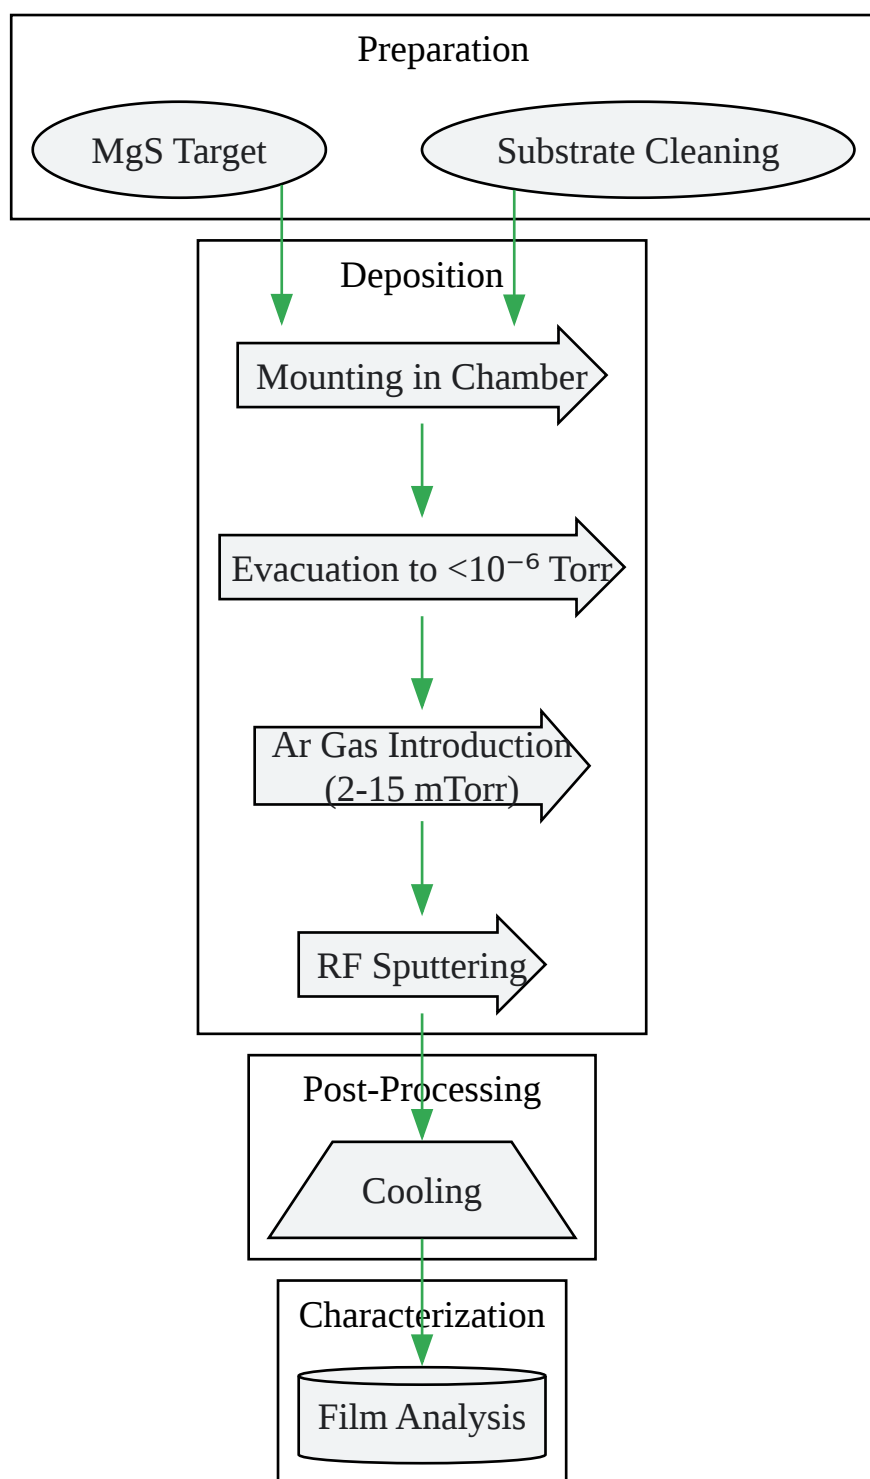 Preparation
MgS Target
Substrate Cleaning
Deposition
Mounting in Chamber
Evacuation to <10⁻⁶ Torr
Ar Gas Introduction
(2-15 mTorr)
RF Sputtering
Post-Processing
Cooling
Characterization
Film Analysis